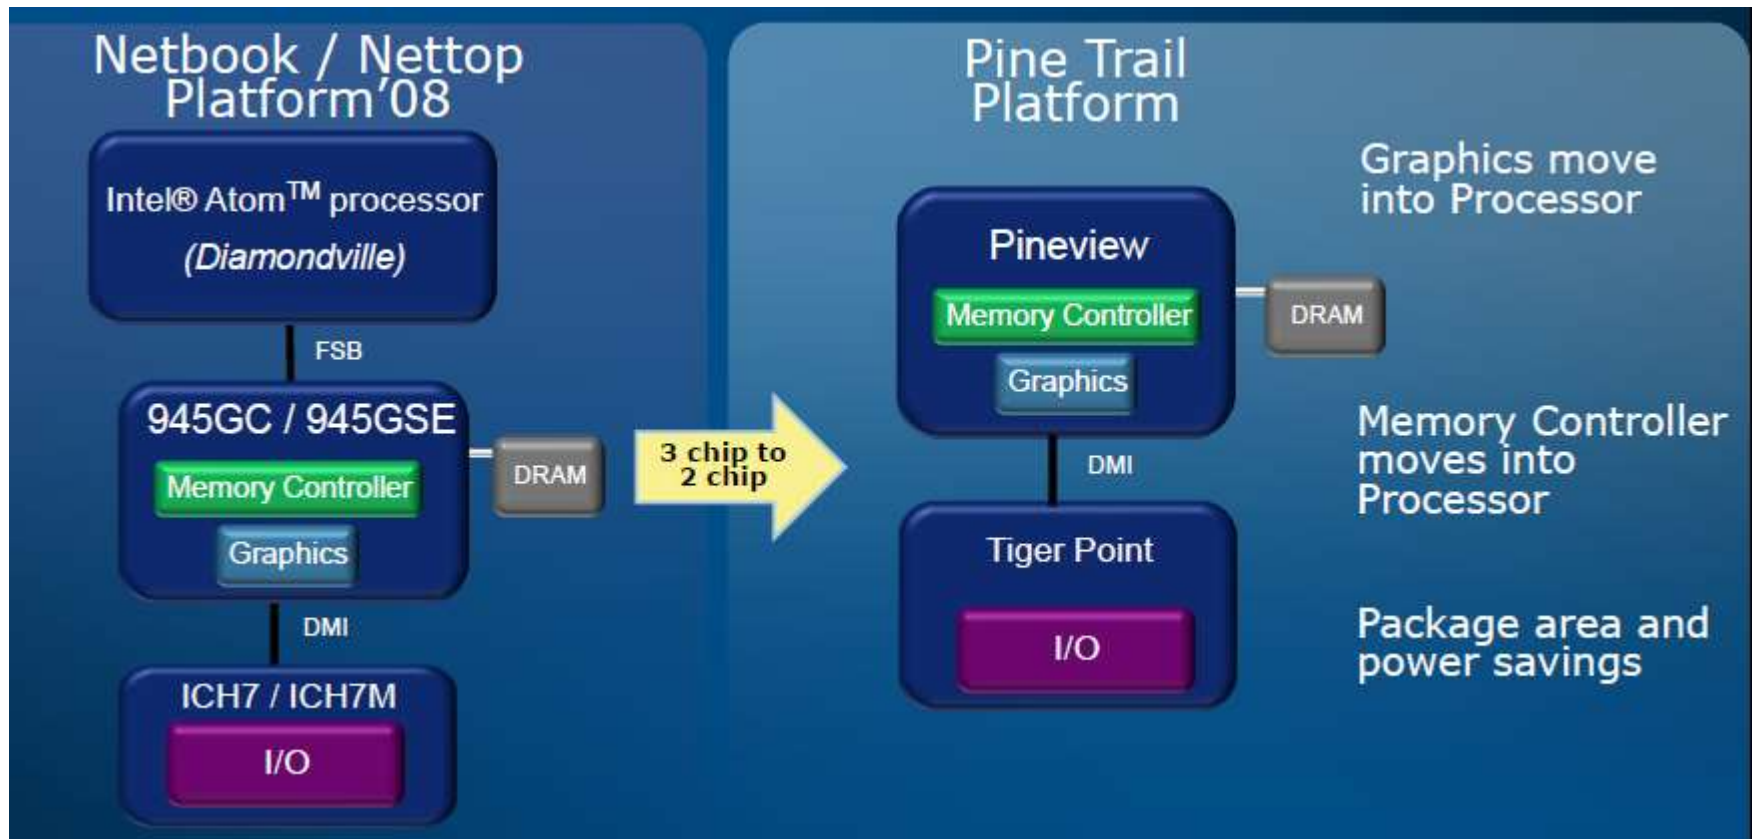 Netbook / Nettop
Platform’08
Intel® Atom™ processor
(Diamondville)
FSB
945GC / 945GSE
Memory Controller
Graphics
DRAM
DMI
ICH7 / ICH7M
I/O
3 chip to
2 chip
Pine Trail
Platform
Pineview
Memory Controller
Graphics
DRAM
DMI
Tiger Point
I/O
Graphics move
into Processor
Memory Controller
moves into
Processor
Package area and
power savings